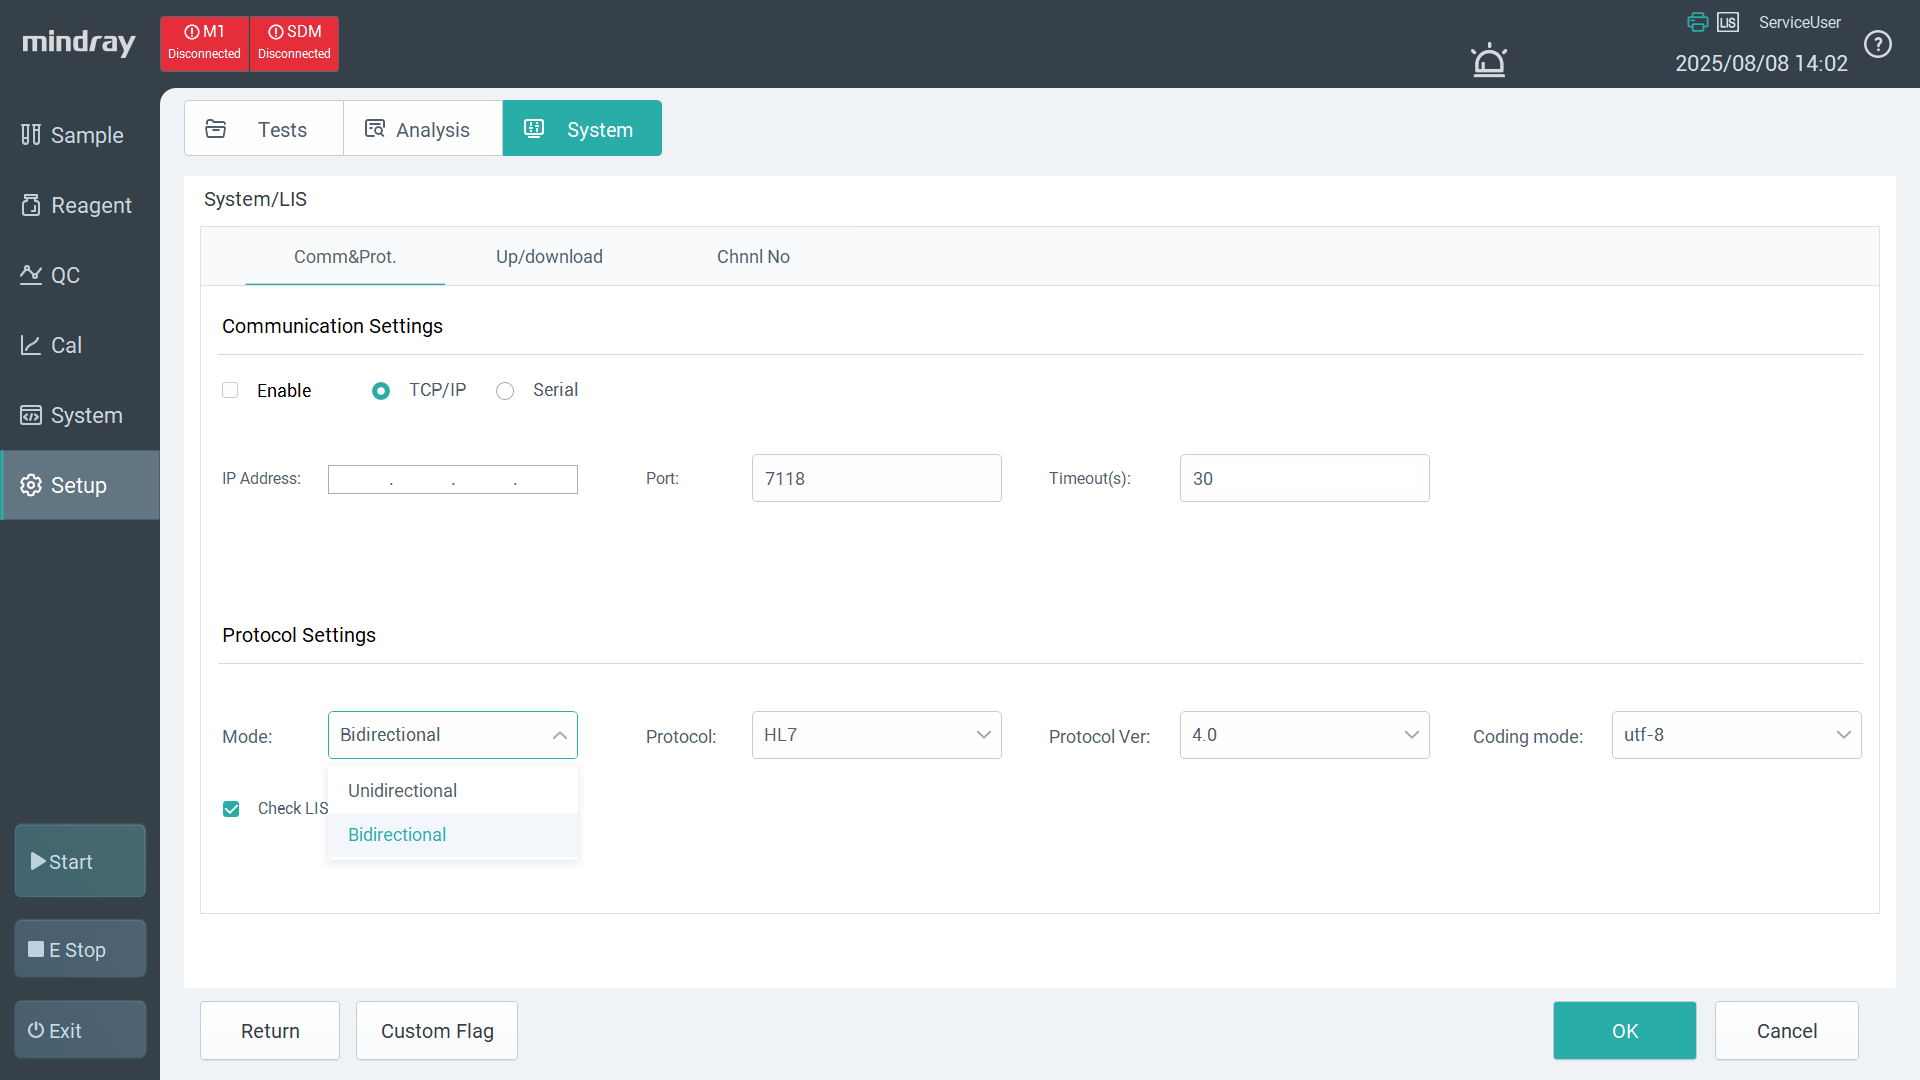 mindray
M1
Disconnected
SDM
Disconnected
LIS
ServiceUser
2025/08/08 14:02
?
Sample
Reagent
QC
Cal
System
Setup
Start
E Stop
Exit
Tests
Analysis
System
System/LIS
Comm&Prot.
Up/download
Chnnl No
Communication Settings
Enable
TCP/IP
Serial
IP Address:
. . .
Port:
7118
Timeout(s):
30
Protocol Settings
Mode:
Bidirectional
Protocol:
HL7
Protocol Ver:
4.0
Coding mode:
utf-8
Unidirectional
Check LIS
Bidirectional
Return
Custom Flag
OK
Cancel